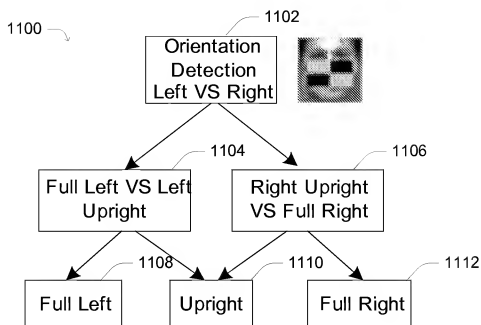 1100
1102
Orientation
Detection
Left VS Right
1104
Full Left VS Left
Upright
1106
Right Upright
VS Full Right
1108
Full Left
1110
Upright
1112
Full Right